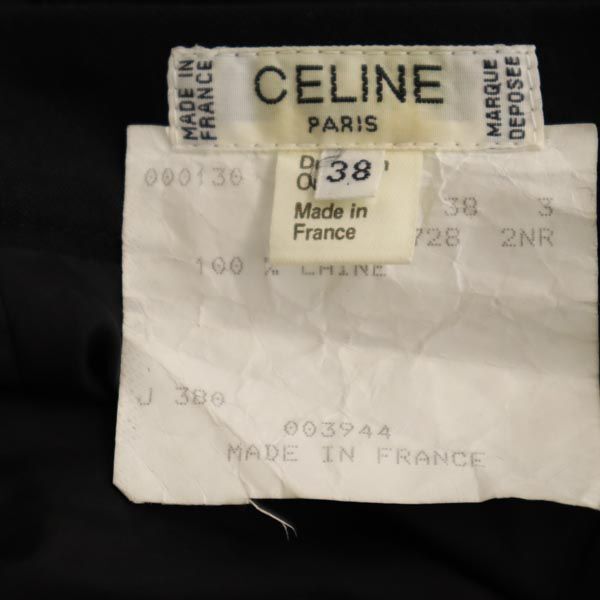 MADE IN
FRANCE
CELINE
PARIS
MARQUE
DEPOSEE
38
Made in
France
000130
38 3
728 2NR
100 % LAINE
J 380
003944
MADE IN FRANCE